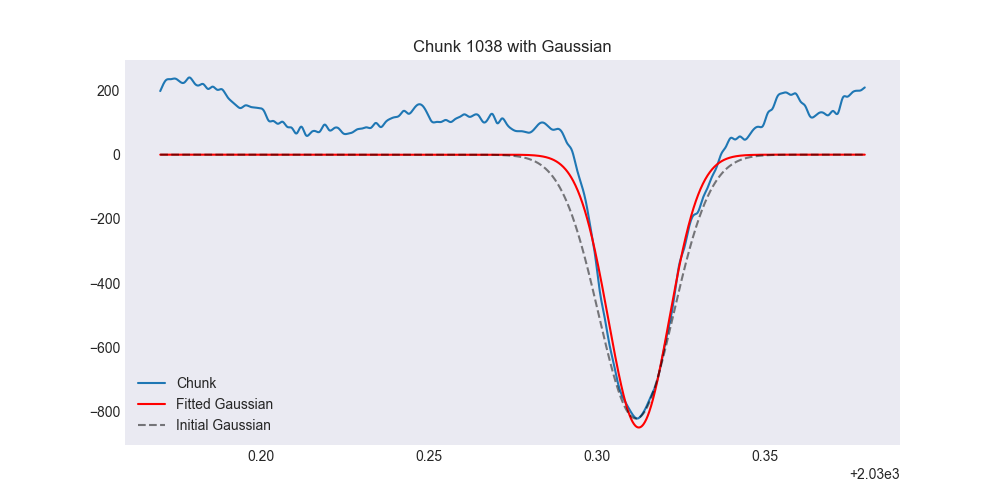 Chunk 1038 with Gaussian
200
0
−200
−400
−600
−800
Chunk
Fitted Gaussian
Initial Gaussian
0.20 0.25 0.30 0.35
+2.03e3